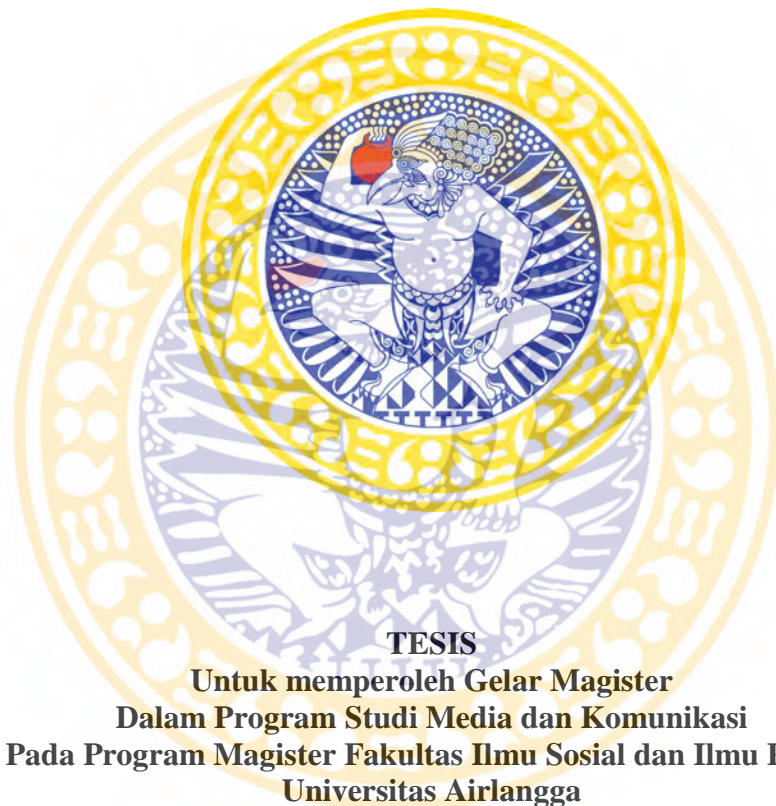 TESIS
Untuk memperoleh Gelar Magister
Dalam Program Studi Media dan Komunikasi
Pada Program Magister Fakultas Ilmu Sosial dan Ilmu
Universitas Airlangga